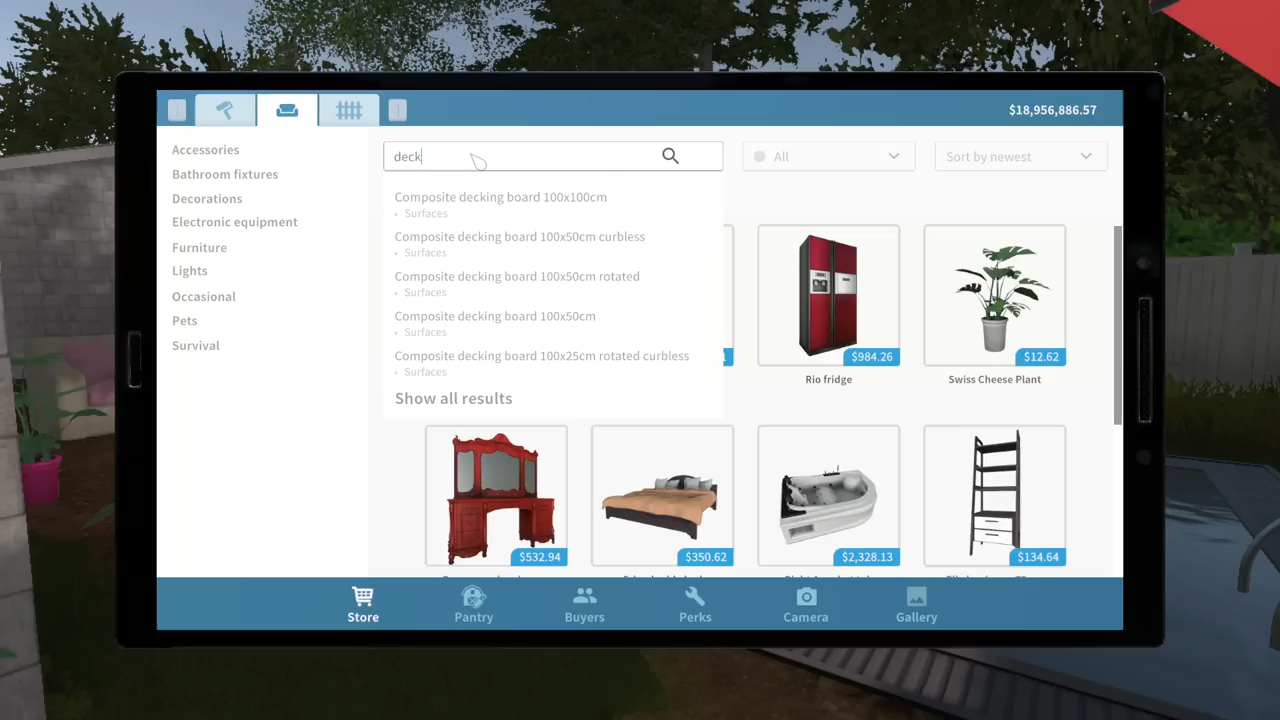 $18,956,886.57
Accessories
Bathroom fixtures
Decorations
Electronic equipment
Furniture
Lights
Occasional
Pets
Survival
deck
All
Sort by newest
Composite decking board 100x100cm
• Surfaces
Composite decking board 100x50cm curbless
• Surfaces
Composite decking board 100x50cm rotated
• Surfaces
Composite decking board 100x50cm
• Surfaces
Composite decking board 100x25cm rotated curbless
• Surfaces
Show all results
$984.26
$12.62
Rio fridge
Swiss Cheese Plant
$532.94
$350.62
$2,328.13
$134.64
Store
Pantry
Buyers
Perks
Camera
Gallery